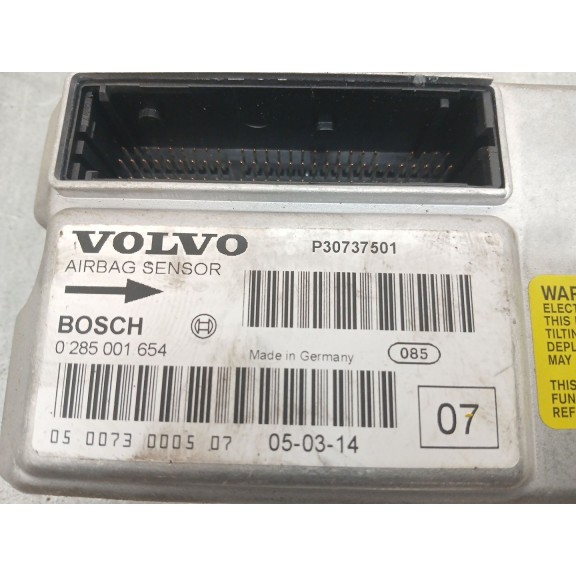 VOLVO
P30737501
AIRBAG SENSOR
BOSCH
0 285 001 654
Made in Germany
085
05 0073 0005 07
05-03-14
07
WAR
ELECT
THIS
TILTIN
DEPL
MAY
THIS
FUN
REF